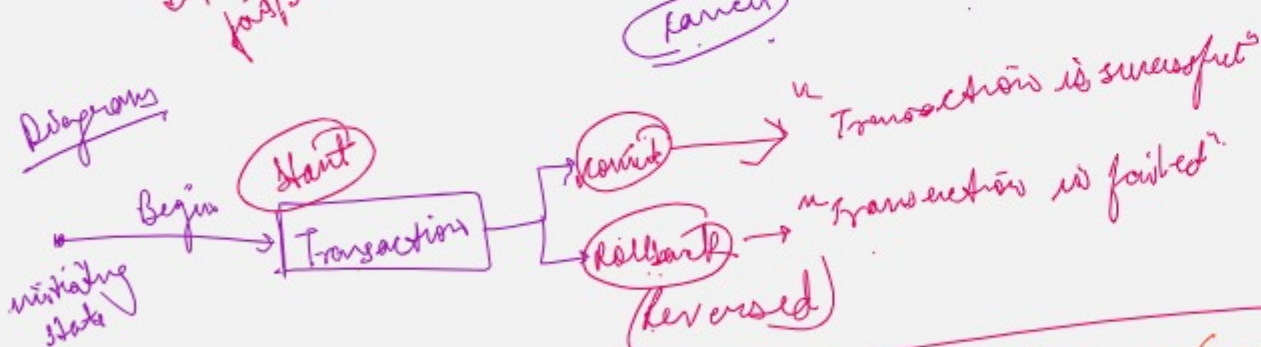 Diagrams
Start
Begin
Transaction
initiating
state
Commit
"Transaction is successful"
Rollback
"Transaction is failed"
(Reversed)